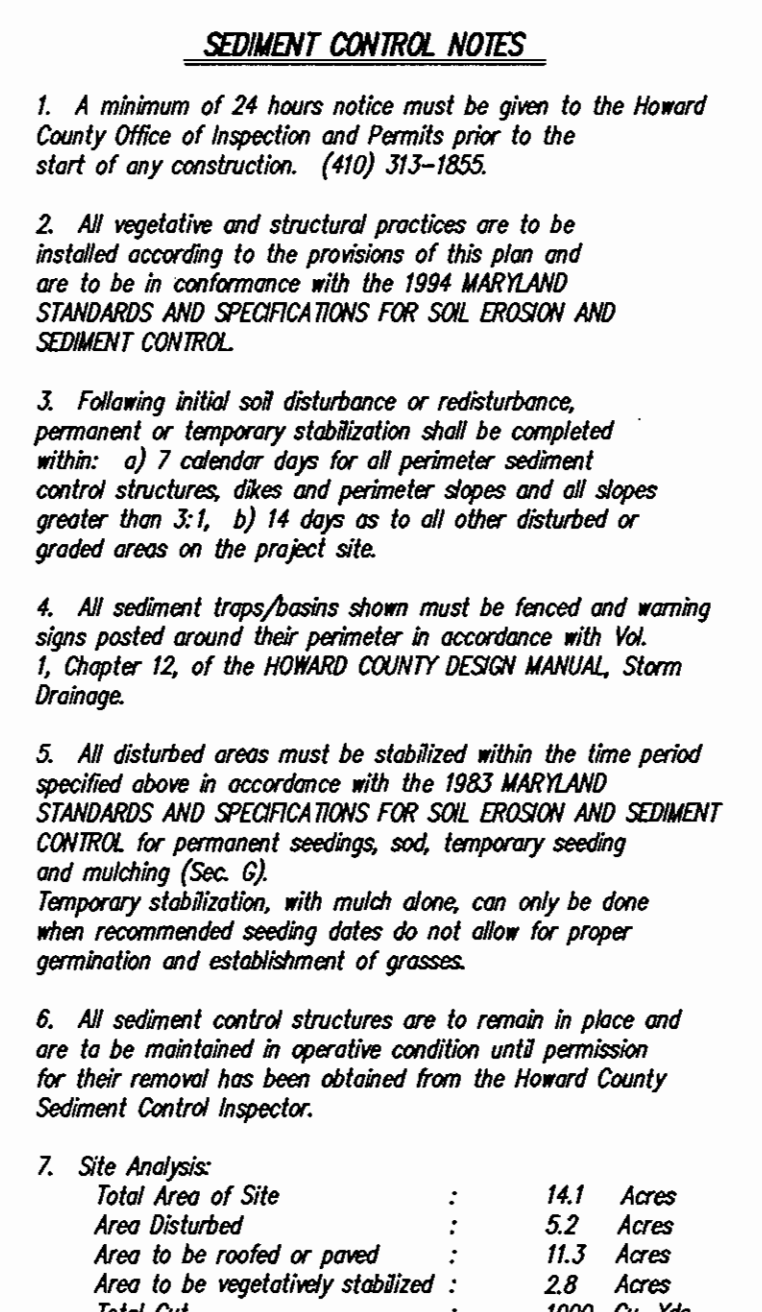 SEDIMENT CONTROL NOTES
1. A minimum of 24 hours notice must be given to the Howard
County Office of Inspection and Permits prior to the
start of any construction. (410) 313-1855.
2. All vegetative and structural practices are to be
installed according to the provisions of this plan and
are to be in conformance with the 1994 MARYLAND
STANDARDS AND SPECIFICATIONS FOR SOIL EROSION AND
SEDIMENT CONTROL.
3. Following initial soil disturbance or redisturbance,
permanent or temporary stabilization shall be completed
within: a) 7 calendar days for all perimeter sediment
control structures, dikes and perimeter slopes and all slopes
greater than 3:1, b) 14 days as to all other disturbed or
graded areas on the project site.
4. All sediment traps/basins shown must be fenced and warning
signs posted around their perimeter in accordance with Vol.
1, Chapter 12, of the HOWARD COUNTY DESIGN MANUAL, Storm
Drainage.
5. All disturbed areas must be stabilized within the time period
specified above in accordance with the 1983 MARYLAND
STANDARDS AND SPECIFICATIONS FOR SOIL EROSION AND SEDIMENT
CONTROL for permanent seedings, sod, temporary seeding
and mulching (Sec. G).
Temporary stabilization, with mulch alone, can only be done
when recommended seeding dates do not allow for proper
germination and establishment of grasses.
6. All sediment control structures are to remain in place and
are to be maintained in operative condition until permission
for their removal has been obtained from the Howard County
Sediment Control Inspector.
7. Site Analysis:
Total Area of Site : 14.1 Acres
Area Disturbed : 5.2 Acres
Area to be roofed or paved : 11.3 Acres
Area to be vegetatively stabilized : 2.8 Acres
Total Cut : 1000 Cu. Yds